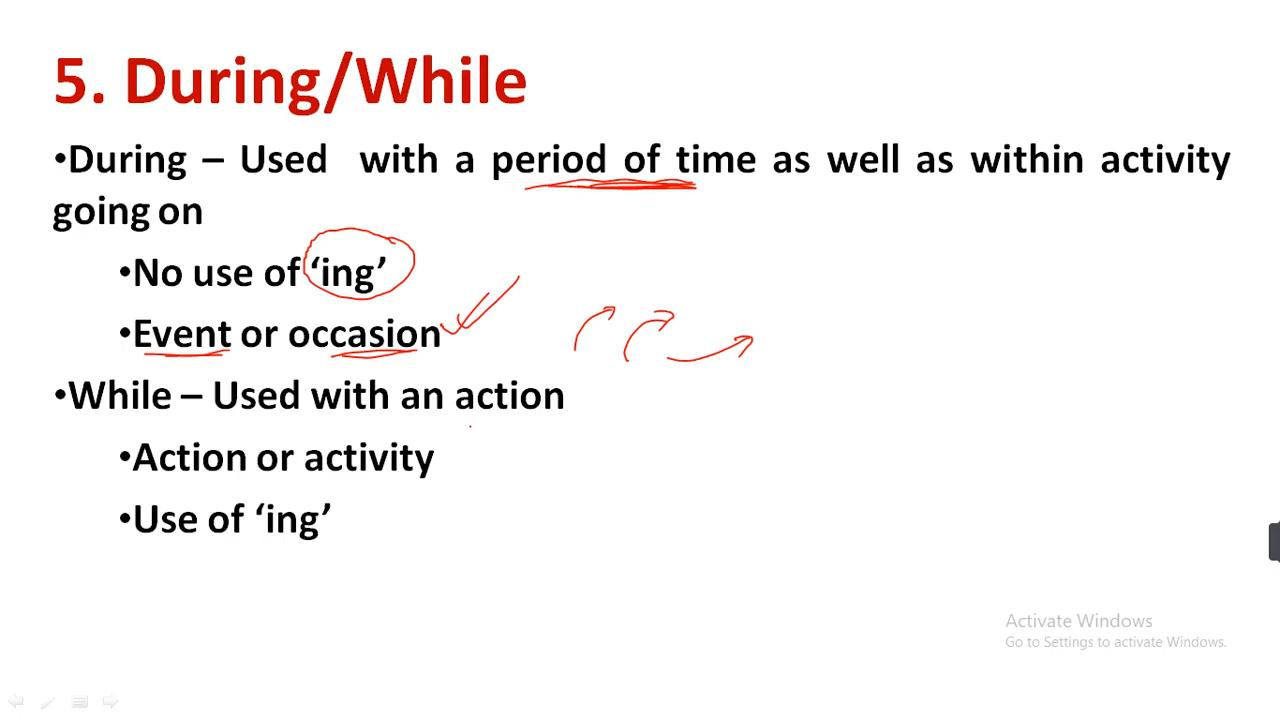 5. During/While
•During – Used with a period of time as well as within activity
going on
•No use of ‘ing’
•Event or occasion
•While – Used with an action
•Action or activity
•Use of ‘ing’
Activate Windows
Go to Settings to activate Windows.